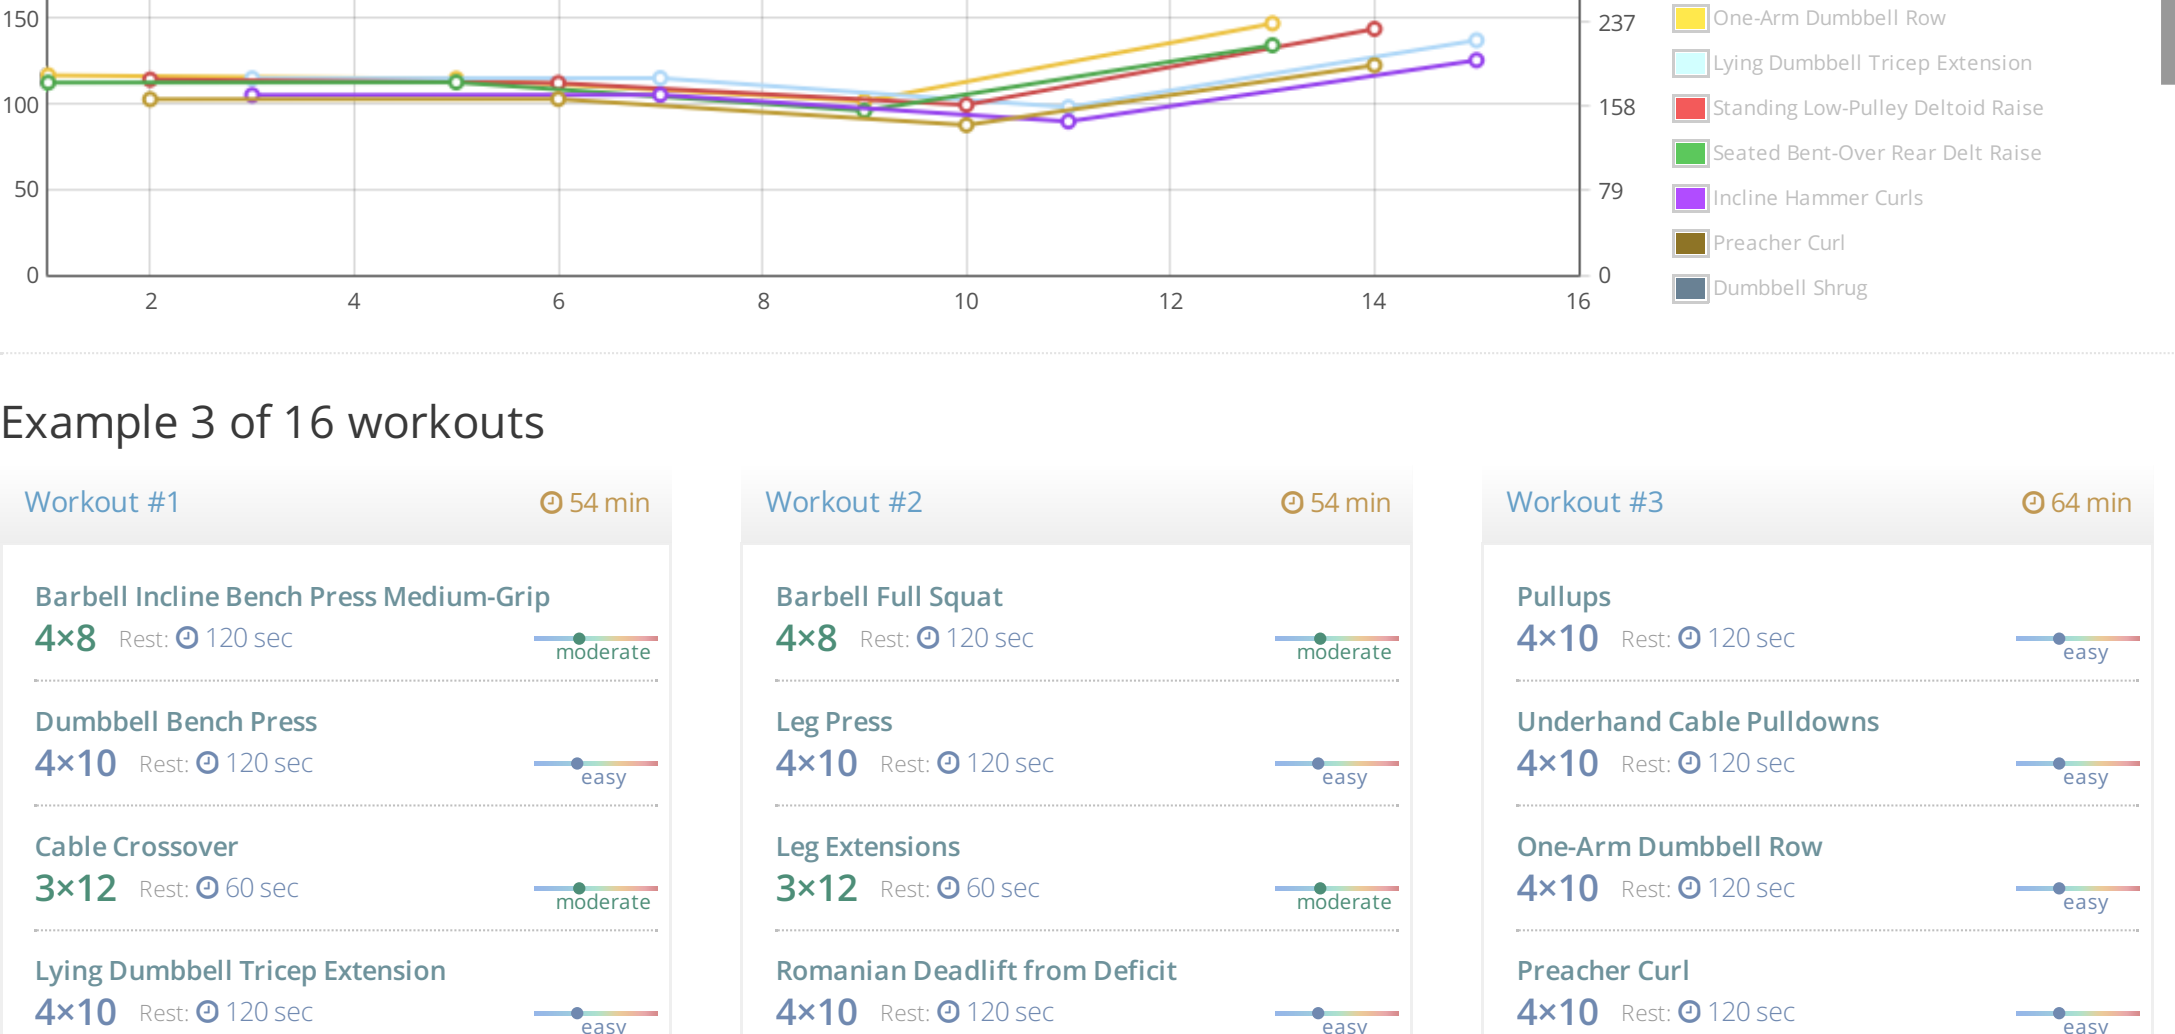 150
100
50
0
2 4 6 8 10 12 14 16
237
158
79
0
One-Arm Dumbbell Row
Lying Dumbbell Tricep Extension
Standing Low-Pulley Deltoid Raise
Seated Bent-Over Rear Delt Raise
Incline Hammer Curls
Preacher Curl
Dumbbell Shrug
Example 3 of 16 workouts
Workout #1 54 min
Barbell Incline Bench Press Medium-Grip
4×8 Rest: 120 sec
moderate
Dumbbell Bench Press
4×10 Rest: 120 sec
easy
Cable Crossover
3×12 Rest: 60 sec
moderate
Lying Dumbbell Tricep Extension
4×10 Rest: 120 sec
easy
Workout #2 54 min
Barbell Full Squat
4×8 Rest: 120 sec
moderate
Leg Press
4×10 Rest: 120 sec
easy
Leg Extensions
3×12 Rest: 60 sec
moderate
Romanian Deadlift from Deficit
4×10 Rest: 120 sec
easy
Workout #3 64 min
Pullups
4×10 Rest: 120 sec
easy
Underhand Cable Pulldowns
4×10 Rest: 120 sec
easy
One-Arm Dumbbell Row
4×10 Rest: 120 sec
easy
Preacher Curl
4×10 Rest: 120 sec
easy